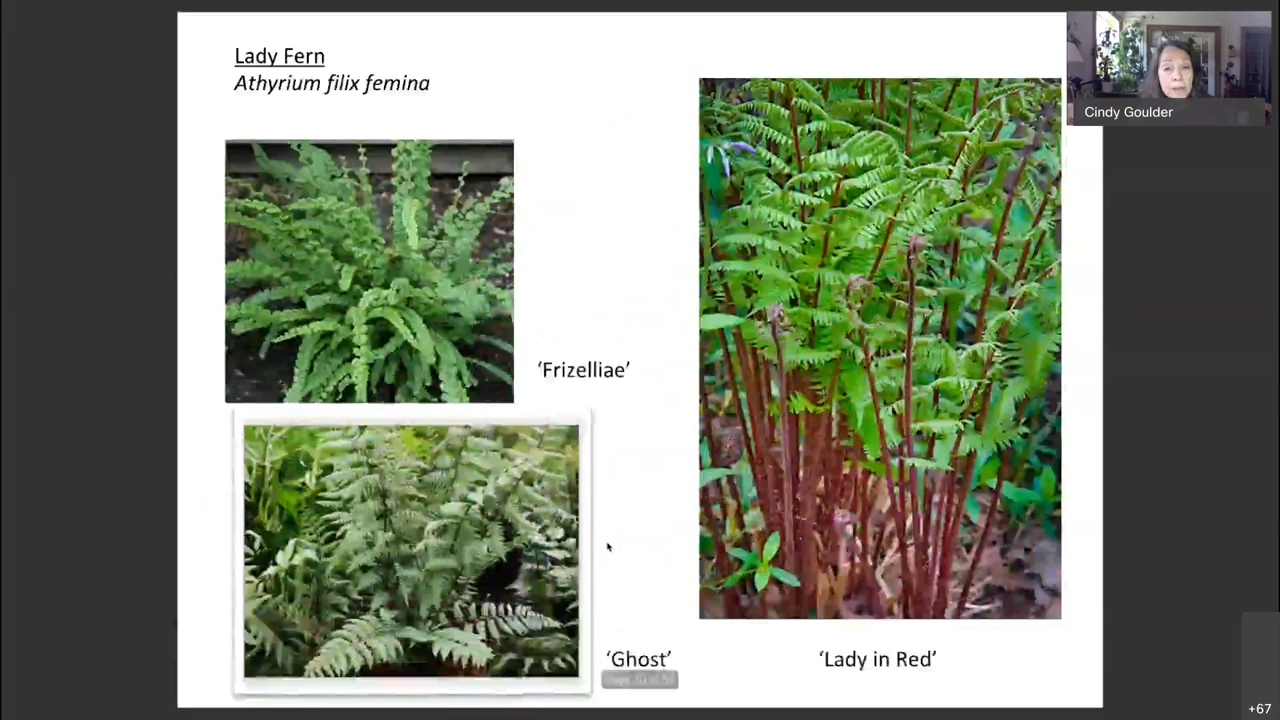 Lady Fern
Athyrium filix femina
Cindy Goulder
‘Frizelliae’
‘Ghost’
‘Lady in Red’
+67